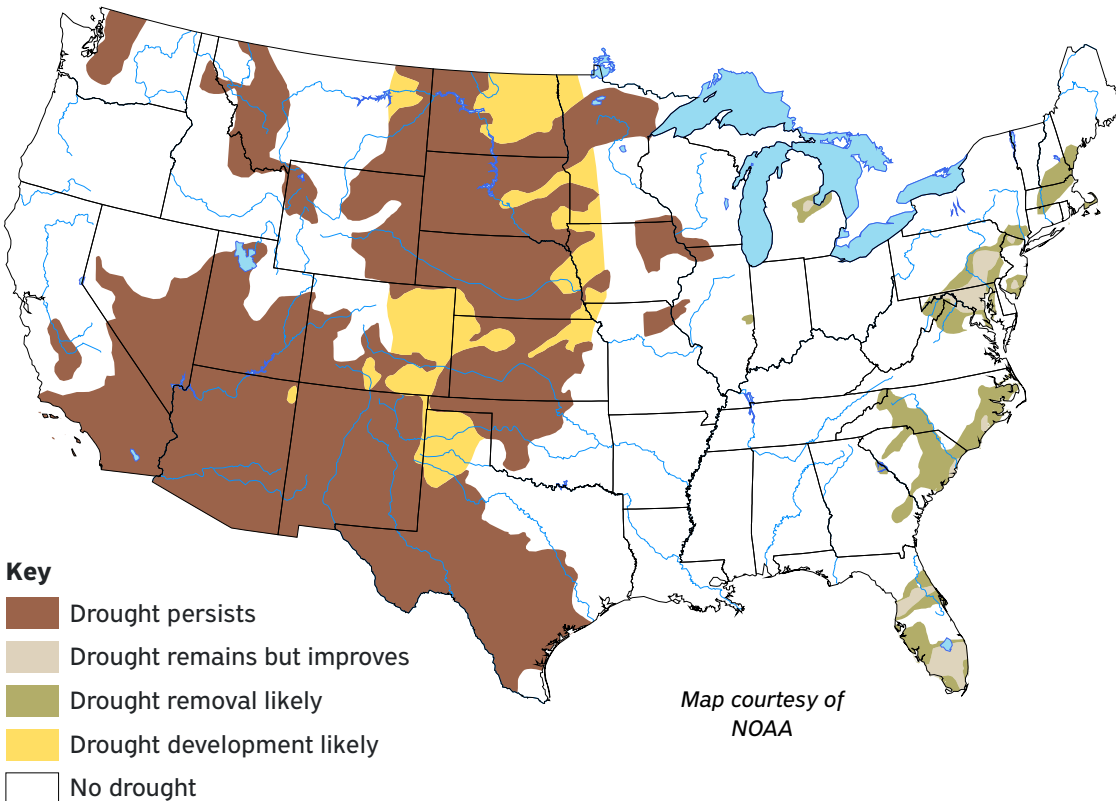 Key
Drought persists
Drought remains but improves
Drought removal likely
Drought development likely
No drought
Map courtesy of
NOAA